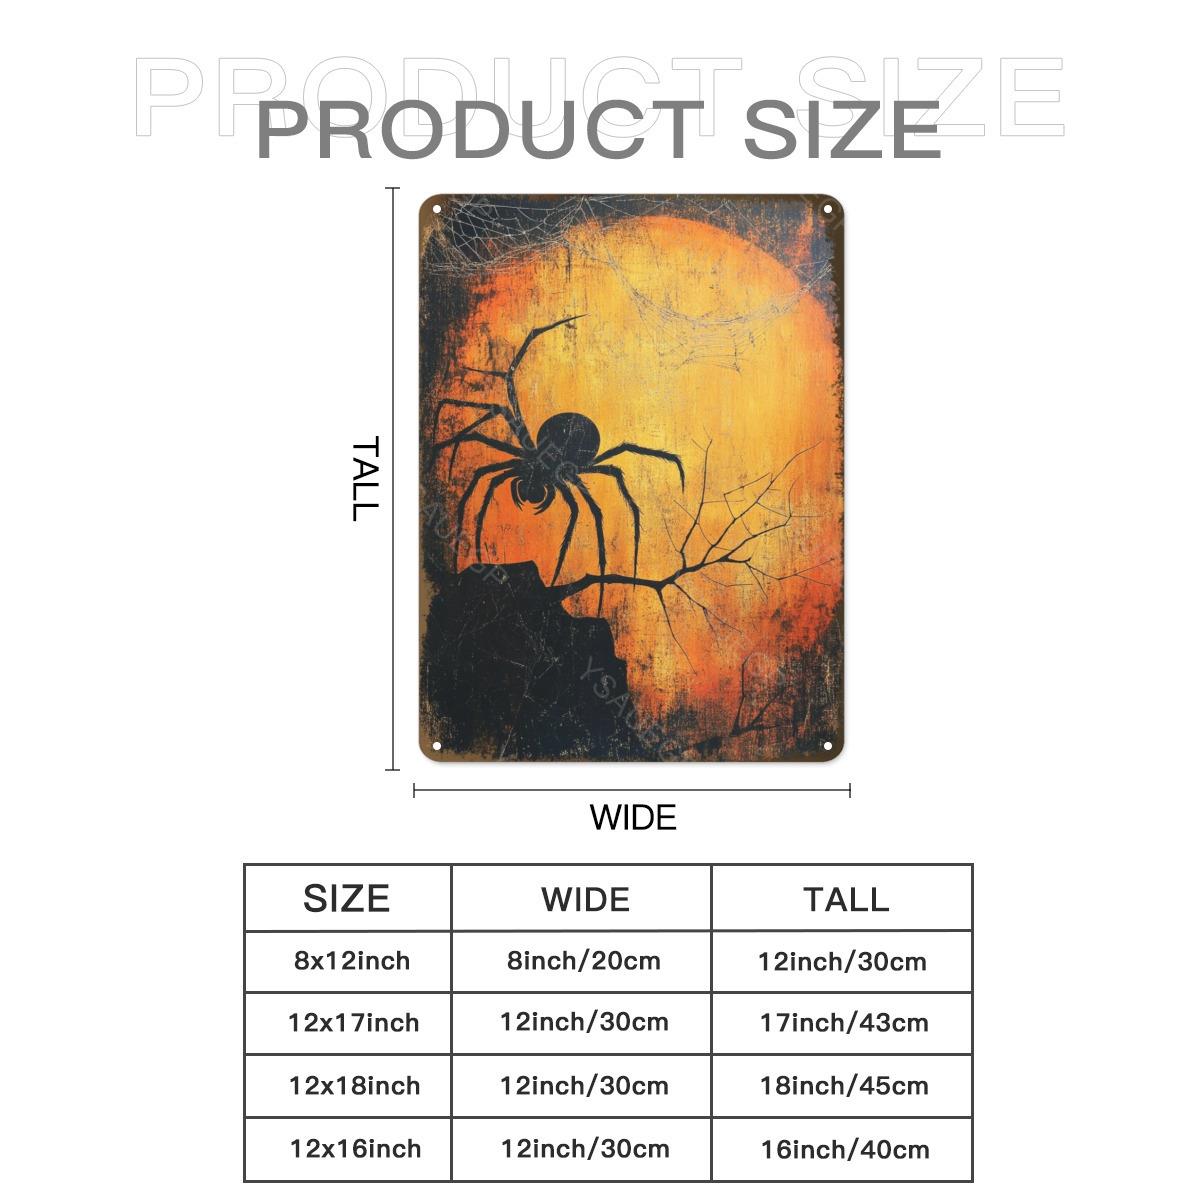 PRODUCT SIZE
PRODUCT SIZE
TALL
YSAUEGP
WIDE
SIZE WIDE TALL
8x12inch 8inch/20cm 12inch/30cm
12x17inch 12inch/30cm 17inch/43cm
12x18inch 12inch/30cm 18inch/45cm
12x16inch 12inch/30cm 16inch/40cm